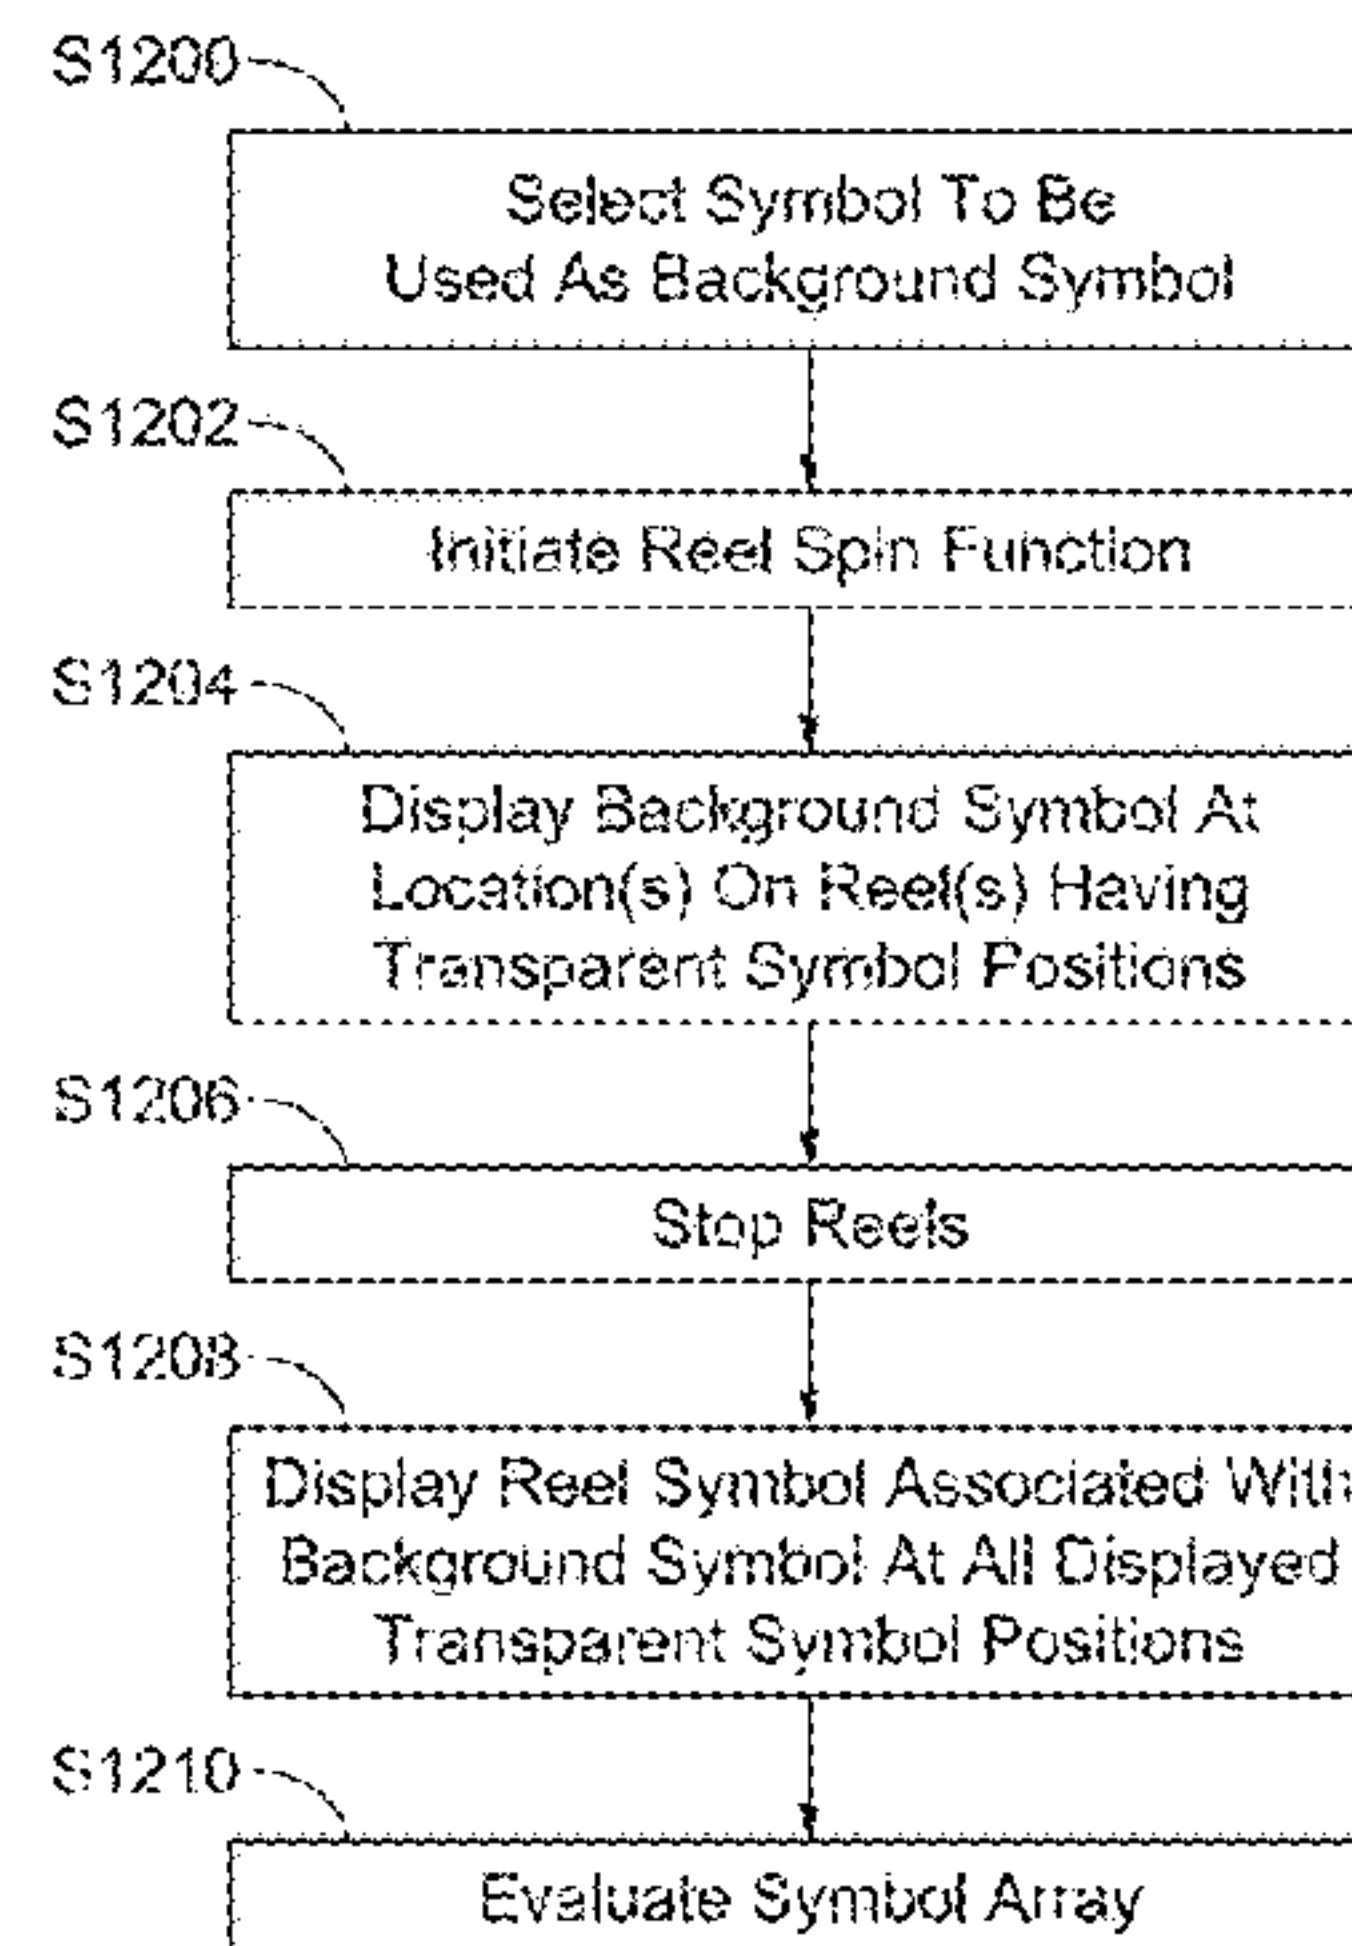 S1200
Select Symbol To Be
Used As Background Symbol
S1202
Initiate Reel Spin Function
S1204
Display Background Symbol At
Location(s) On Reel(s) Having
Transparent Symbol Positions
S1206
Stop Reels
S1208
Display Reel Symbol Associated With
Background Symbol At All Displayed
Transparent Symbol Positions
S1210
Evaluate Symbol Array